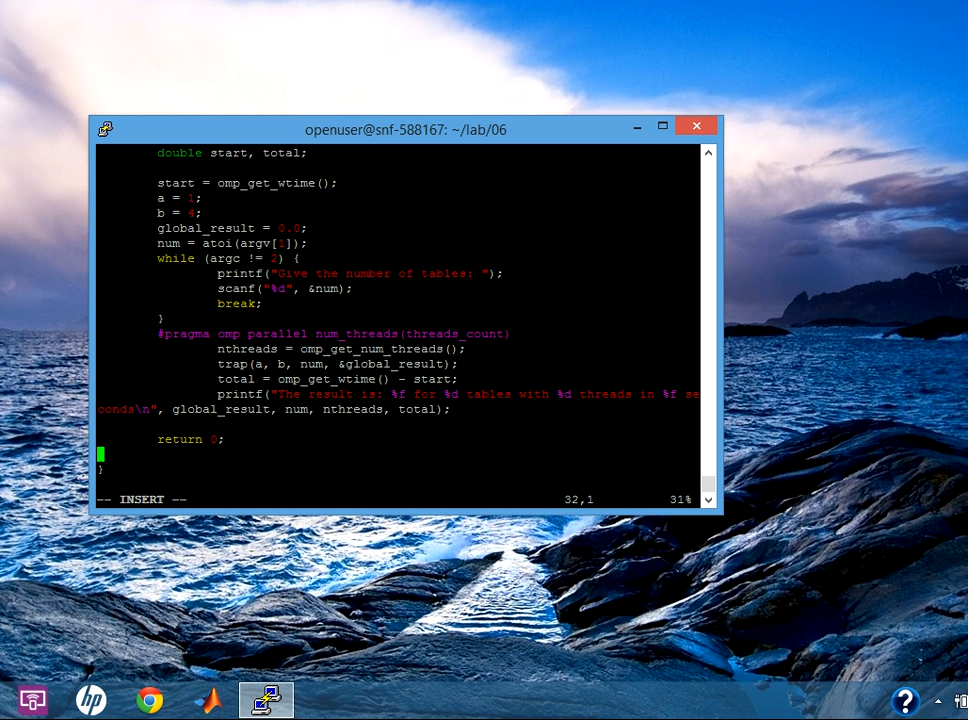 openuser@snf-588167: ~/lab/06
double start, total;
start = omp_get_wtime();
a = 1;
b = 4;
global_result = 0.0;
num = atoi(argv[1]);
while (argc != 2) {
printf("Give the number of tables: ");
scanf("%d", &num);
break;
}
#pragma omp parallel num_threads(threads_count)
nthreads = omp_get_num_threads();
trap(a, b, num, &global_result);
total = omp_get_wtime() - start;
printf("The result is: %f for %d tables with %d threads in %f se
conds\n", global_result, num, nthreads, total);
return 0;
}
-- INSERT -- 32,1 31%
hp
?